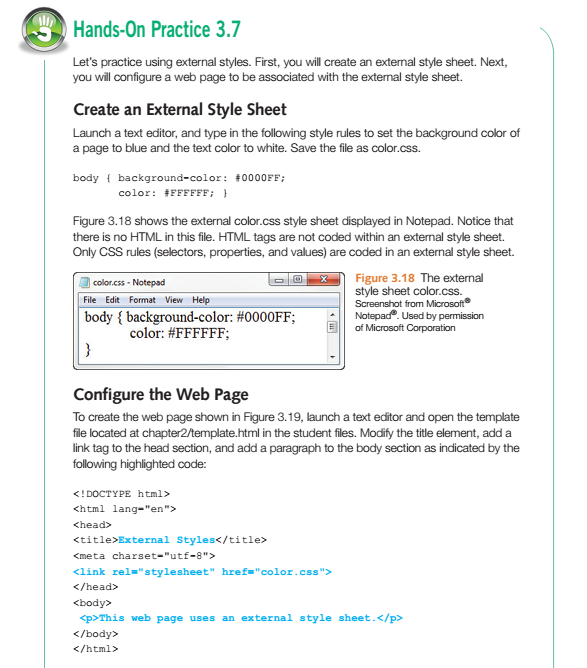 Hands-On Practice 3.7
Let's practice using external styles. First, you will create an external style sheet. Next,
you will configure a web page to be associated with the external style sheet.
Create an External Style Sheet
Launch a text editor, and type in the following style rules to set the background color of
a page to blue and the text color to white. Save the file as color.css.
body { background-color: #0000FF;
color: #FFFFFF; }
Figure 3.18 shows the external color.css style sheet displayed in Notepad. Notice that
there is no HTML in this file. HTML tags are not coded within an external style sheet.
Only CSS rules (selectors, properties, and values) are coded in an external style sheet.
color.css - Notepad
File Edit Format View Help
body { background-color: #0000FF;
color: #FFFFFF;
}
Figure 3.18 The external
style sheet color.css.
Screenshot from Microsoft®
Notepad®. Used by permission
of Microsoft Corporation
Configure the Web Page
To create the web page shown in Figure 3.19, launch a text editor and open the template
file located at chapter2/template.html in the student files. Modify the title element, add a
link tag to the head section, and add a paragraph to the body section as indicated by the
following highlighted code:
<!DOCTYPE html>
<html lang="en">
<head>
<title>External Styles</title>
<meta charset="utf-8">
<link rel="stylesheet" href="color.css">
</head>
<body>
<p>This web page uses an external style sheet.</p>
</body>
</html>